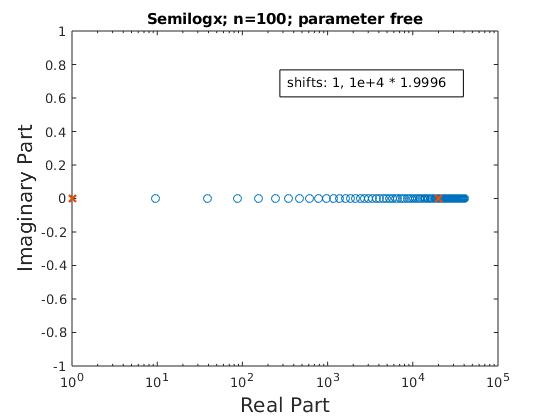 Semilogx; n=100; parameter free
shifts: 1, 1e+4 * 1.9996
Imaginary Part
1
0.8
0.6
0.4
0.2
0
-0.2
-0.4
-0.6
-0.8
-1
10^0 10^1 10^2 10^3 10^4 10^5
Real Part